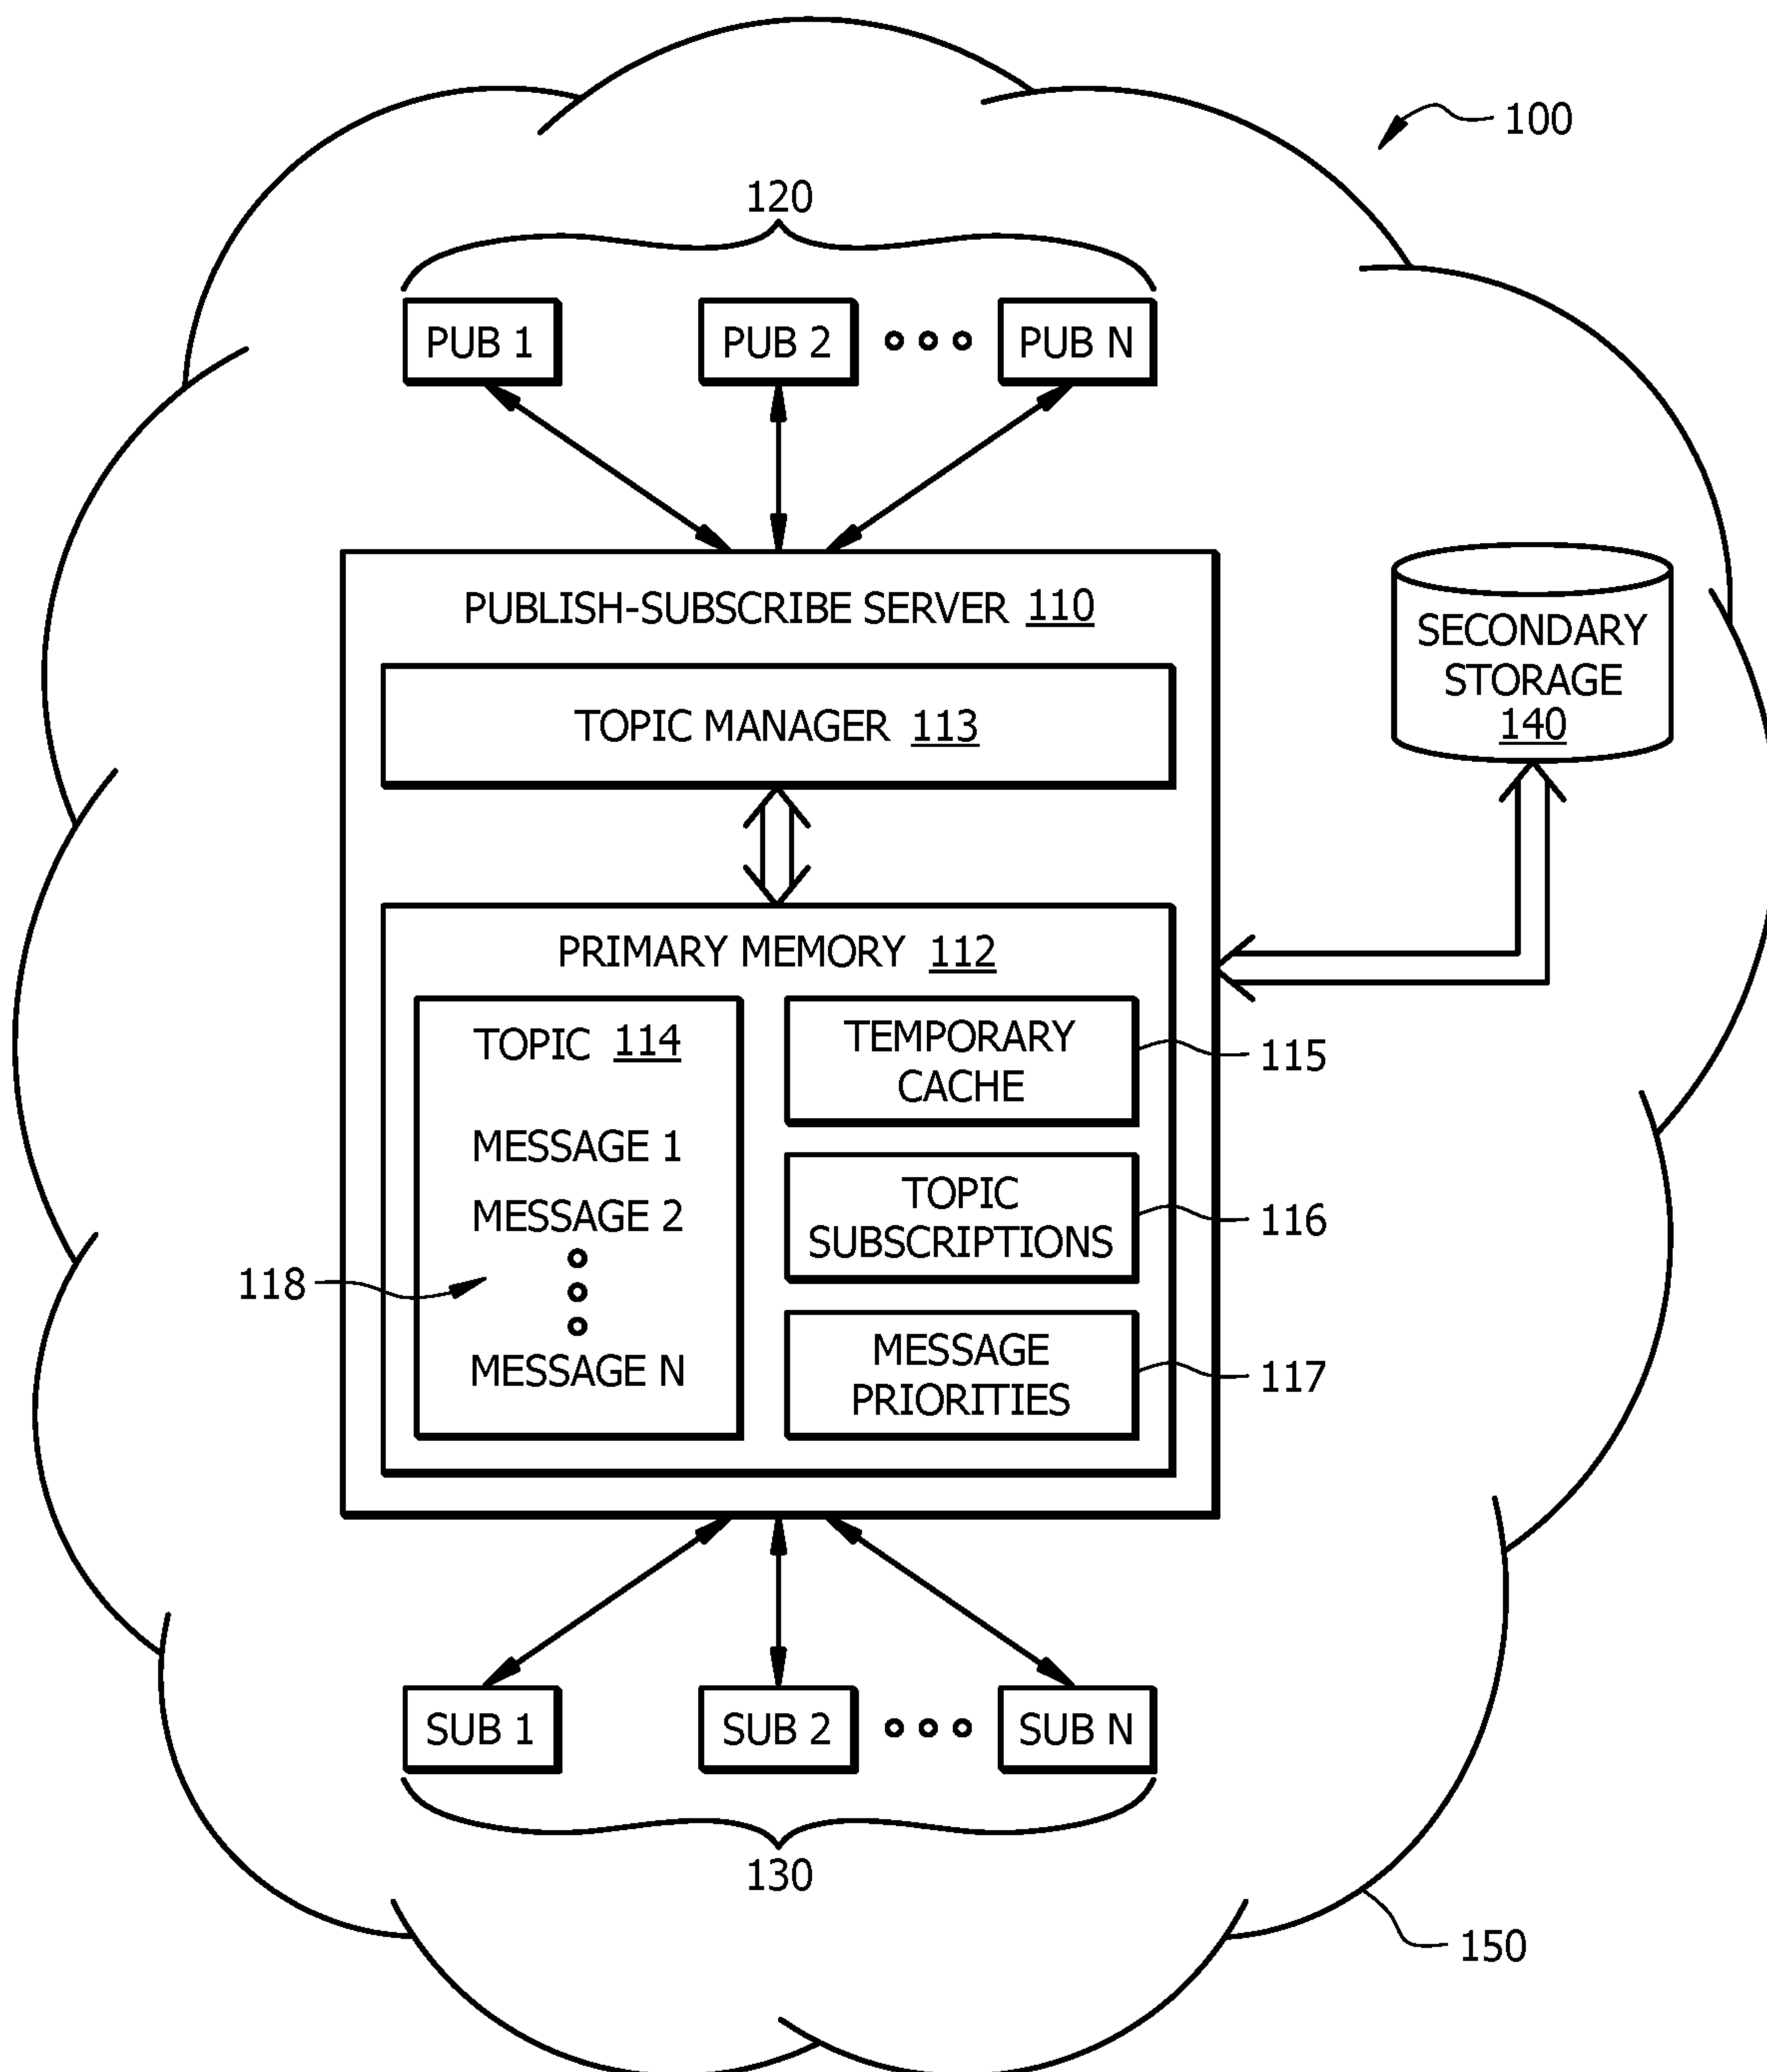 100
120
PUB 1
PUB 2
PUB N
PUBLISH-SUBSCRIBE SERVER 110
TOPIC MANAGER 113
SECONDARY
STORAGE
140
PRIMARY MEMORY 112
TOPIC 114
MESSAGE 1
MESSAGE 2
MESSAGE N
118
TEMPORARY
CACHE
115
TOPIC
SUBSCRIPTIONS
116
MESSAGE
PRIORITIES
117
SUB 1
SUB 2
SUB N
130
150